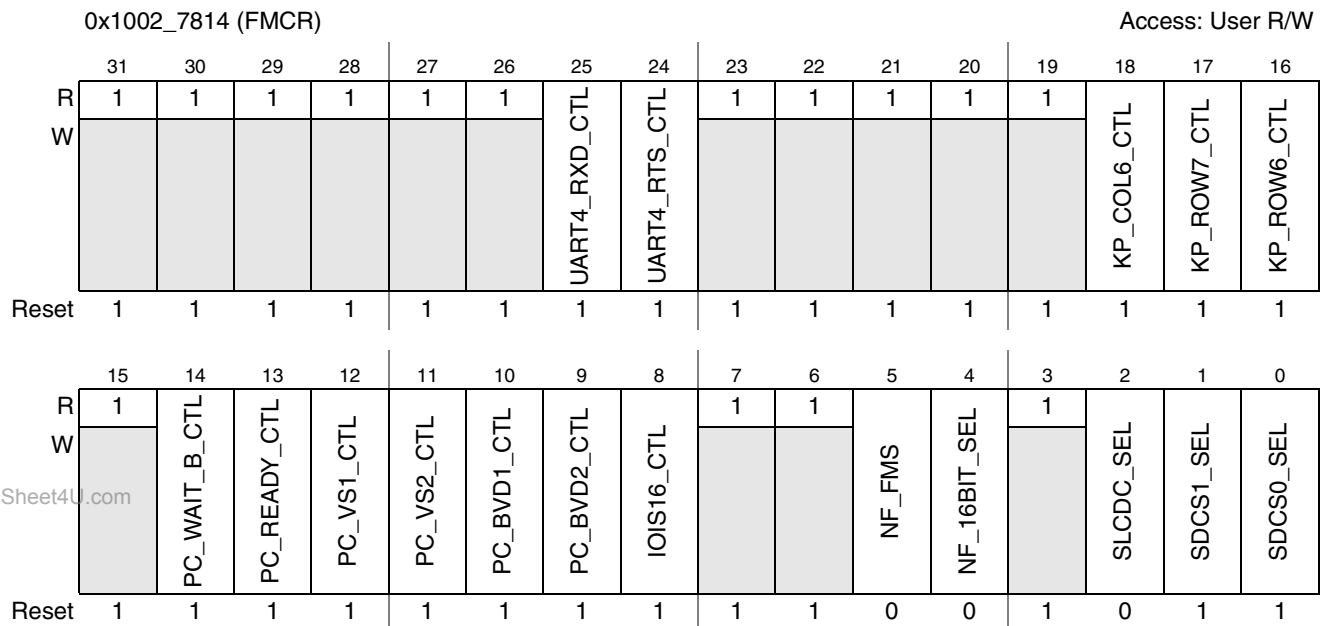 0x1002_7814 (FMCR) Access: User R/W
31 30 29 28 27 26 25 24 23 22 21 20 19 18 17 16
R 1 1 1 1 1 1 UART4_RXD_CTL UART4_RTS_CTL 1 1 1 1 1 KP_COL6_CTL KP_ROW7_CTL KP_ROW6_CTL
W
Reset 1 1 1 1 1 1 1 1 1 1 1 1 1 1 1 1
15 14 13 12 11 10 9 8 7 6 5 4 3 2 1 0
R 1 PC_WAIT_B_CTL PC_READY_CTL PC_VS1_CTL PC_VS2_CTL PC_BVD1_CTL PC_BVD2_CTL IOIS16_CTL 1 1 NF_FMS NF_16BIT_SEL 1 SLCDC_SEL SDCS1_SEL SDCS0_SEL
W
Sheet4U.com
Reset 1 1 1 1 1 1 1 1 1 1 0 0 1 0 1 1